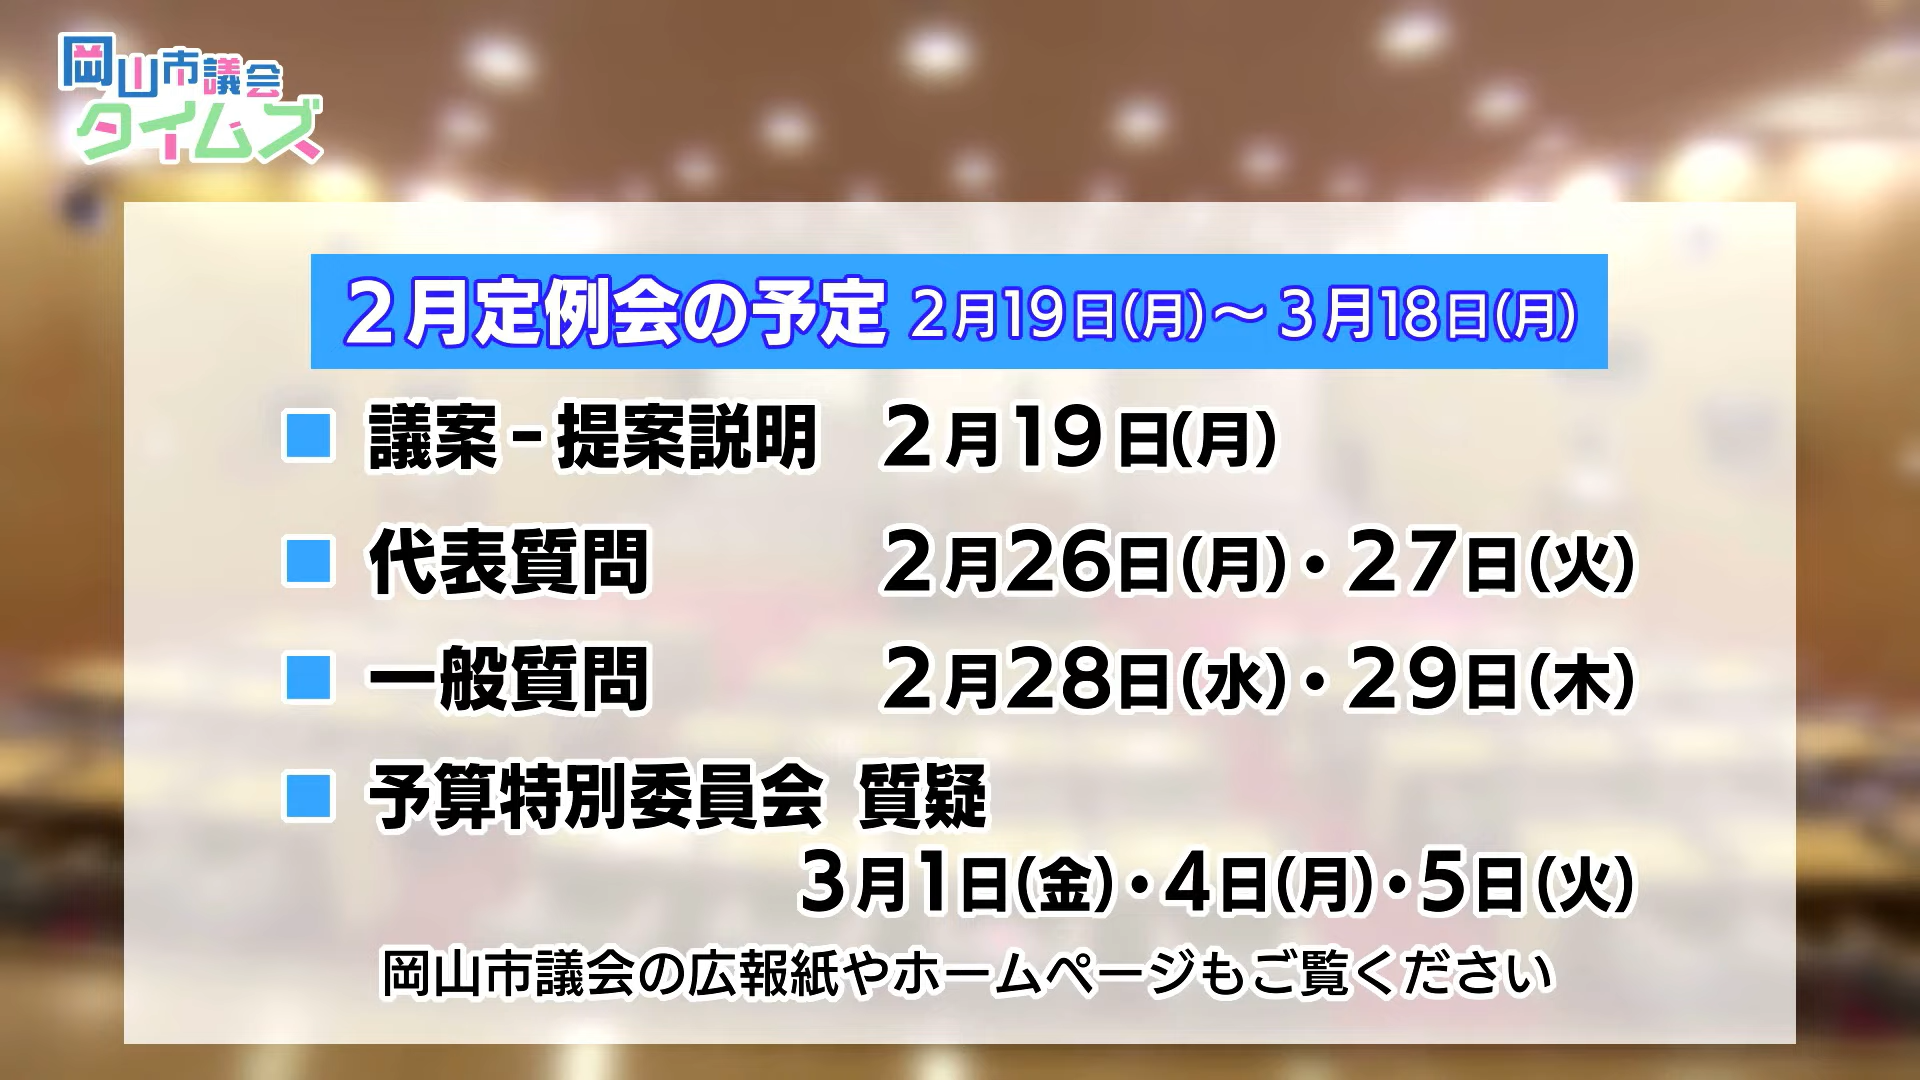 岡山市議会
タイムズ
2月定例会の予定 2月19日(月)～3月18日(月)
議案-提案説明 2月19日(月)
代表質問 2月26日(月)・27日(火)
一般質問 2月28日(水)・29日(木)
予算特別委員会 質疑
3月1日(金)・4日(月)・5日(火)
岡山市議会の広報紙やホームページもご覧ください